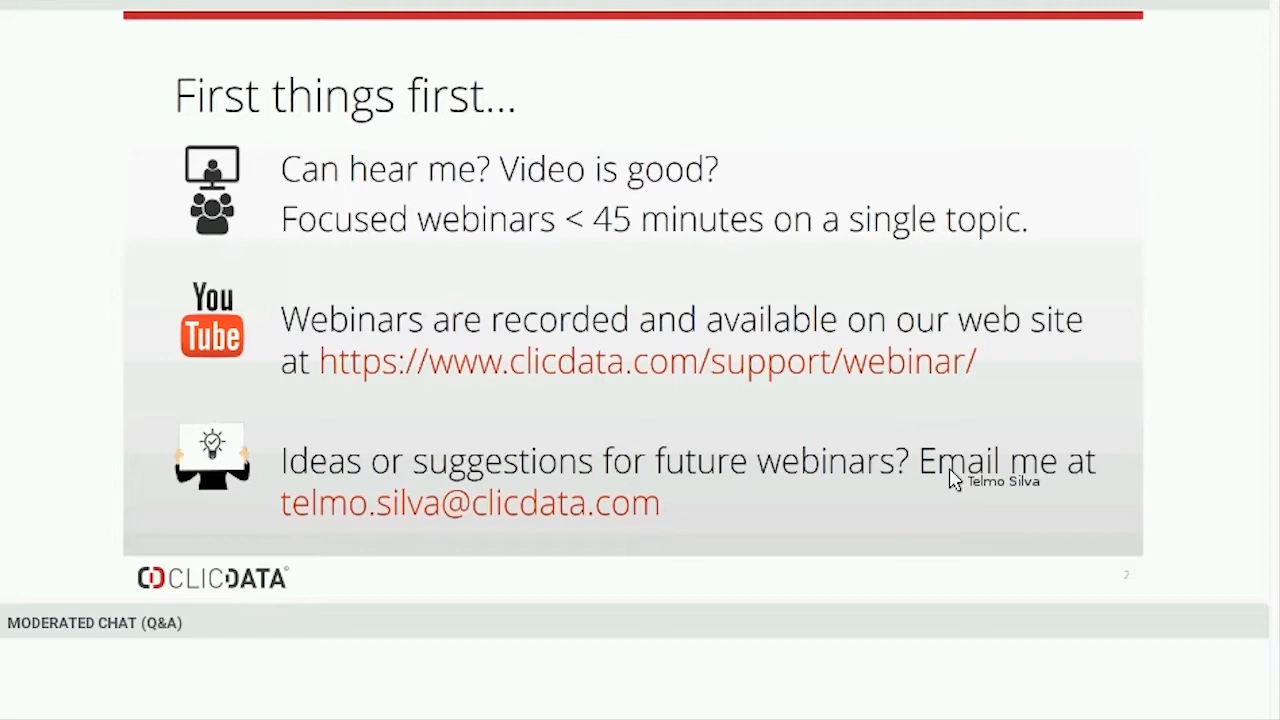 First things first...
Can hear me? Video is good?
Focused webinars < 45 minutes on a single topic.
You
Tube
Webinars are recorded and available on our web site
at https://www.clicdata.com/support/webinar/
Ideas or suggestions for future webinars? Email me at
Telmo Silva
telmo.silva@clicdata.com
CLICDATA
2
MODERATED CHAT (Q&A)